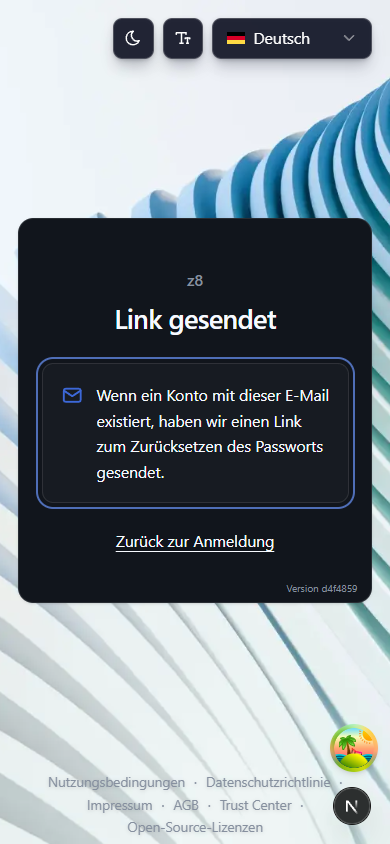 Deutsch
z8
Link gesendet
Wenn ein Konto mit dieser E-Mail
existiert, haben wir einen Link
zum Zurücksetzen des Passworts
gesendet.
Zurück zur Anmeldung
Version d4f4859
Nutzungsbedingungen · Datenschutzrichtlinie ·
Impressum · AGB · Trust Center ·
N
Open-Source-Lizenzen